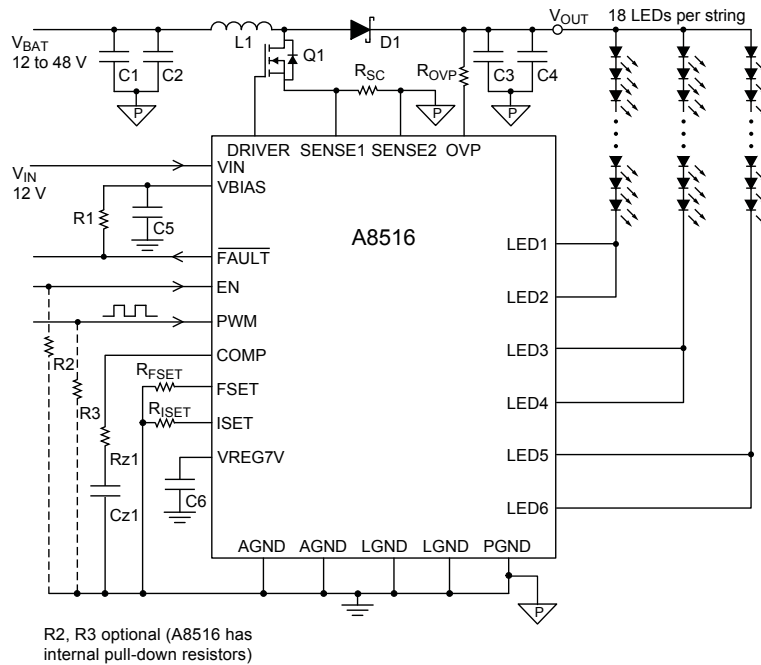 VOUT
18 LEDs per string
VBAT
12 to 48 V
L1
D1
Q1
C1
C2
RSC
ROVP
C3
C4
P
P
P
DRIVER
SENSE1
SENSE2
OVP
VIN
12 V
VIN
VBIAS
R1
C5
A8516
FAULT
LED1
EN
LED2
PWM
R2
COMP
LED3
RFSET
FSET
R3
LED4
RISET
ISET
Rz1
VREG7V
LED5
C6
Cz1
LED6
AGND
AGND
LGND
LGND
PGND
P
R2, R3 optional (A8516 has
internal pull-down resistors)